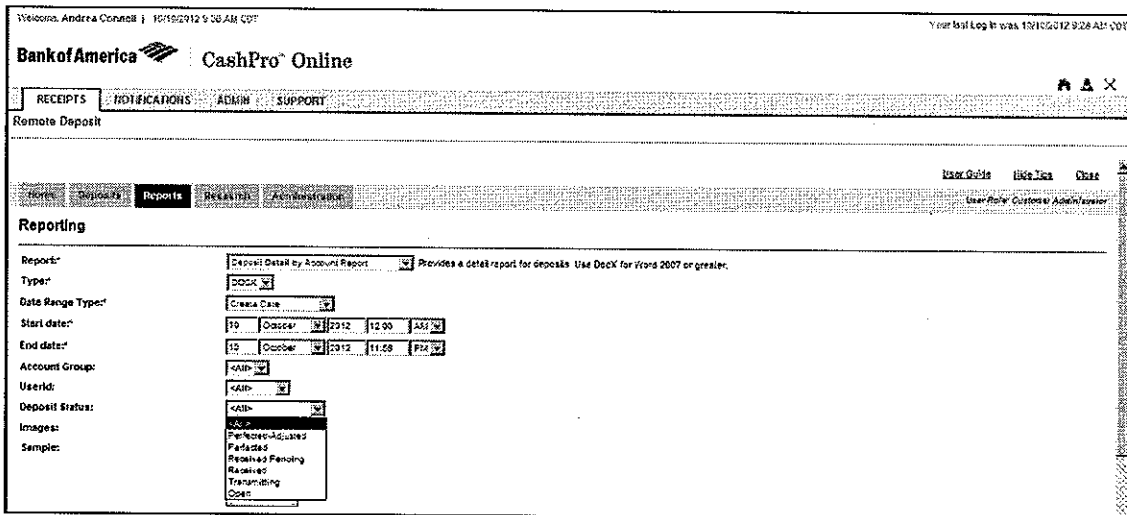 Welcome, Andrea Connell | 10/10/2012 9:36 AM CDT
Your last Log In was 10/10/2012 9:28 AM CDT
Bank of America CashPro® Online
RECEIPTS NOTIFICATIONS ADMIN SUPPORT
Remote Deposit
User Guide Hide Tips Close
Home Deposits Reports Research Administration
User Role: Customer Administrator
Reporting
Report:* Deposit Detail by Account Report Provides a detail report for deposits. Use DocX for Word 2007 or greater.
Type:* DOCX
Date Range Type:* Create Date
Start date:* 10 October 2012 12:00 AM
End date:* 10 October 2012 11:59 PM
Account Group: <All>
UserId: <All>
Deposit Status: <All>
Images: <All>
Perfected-Adjusted
Sample: Perfected
Received Pending
Received
Transmitting
Open